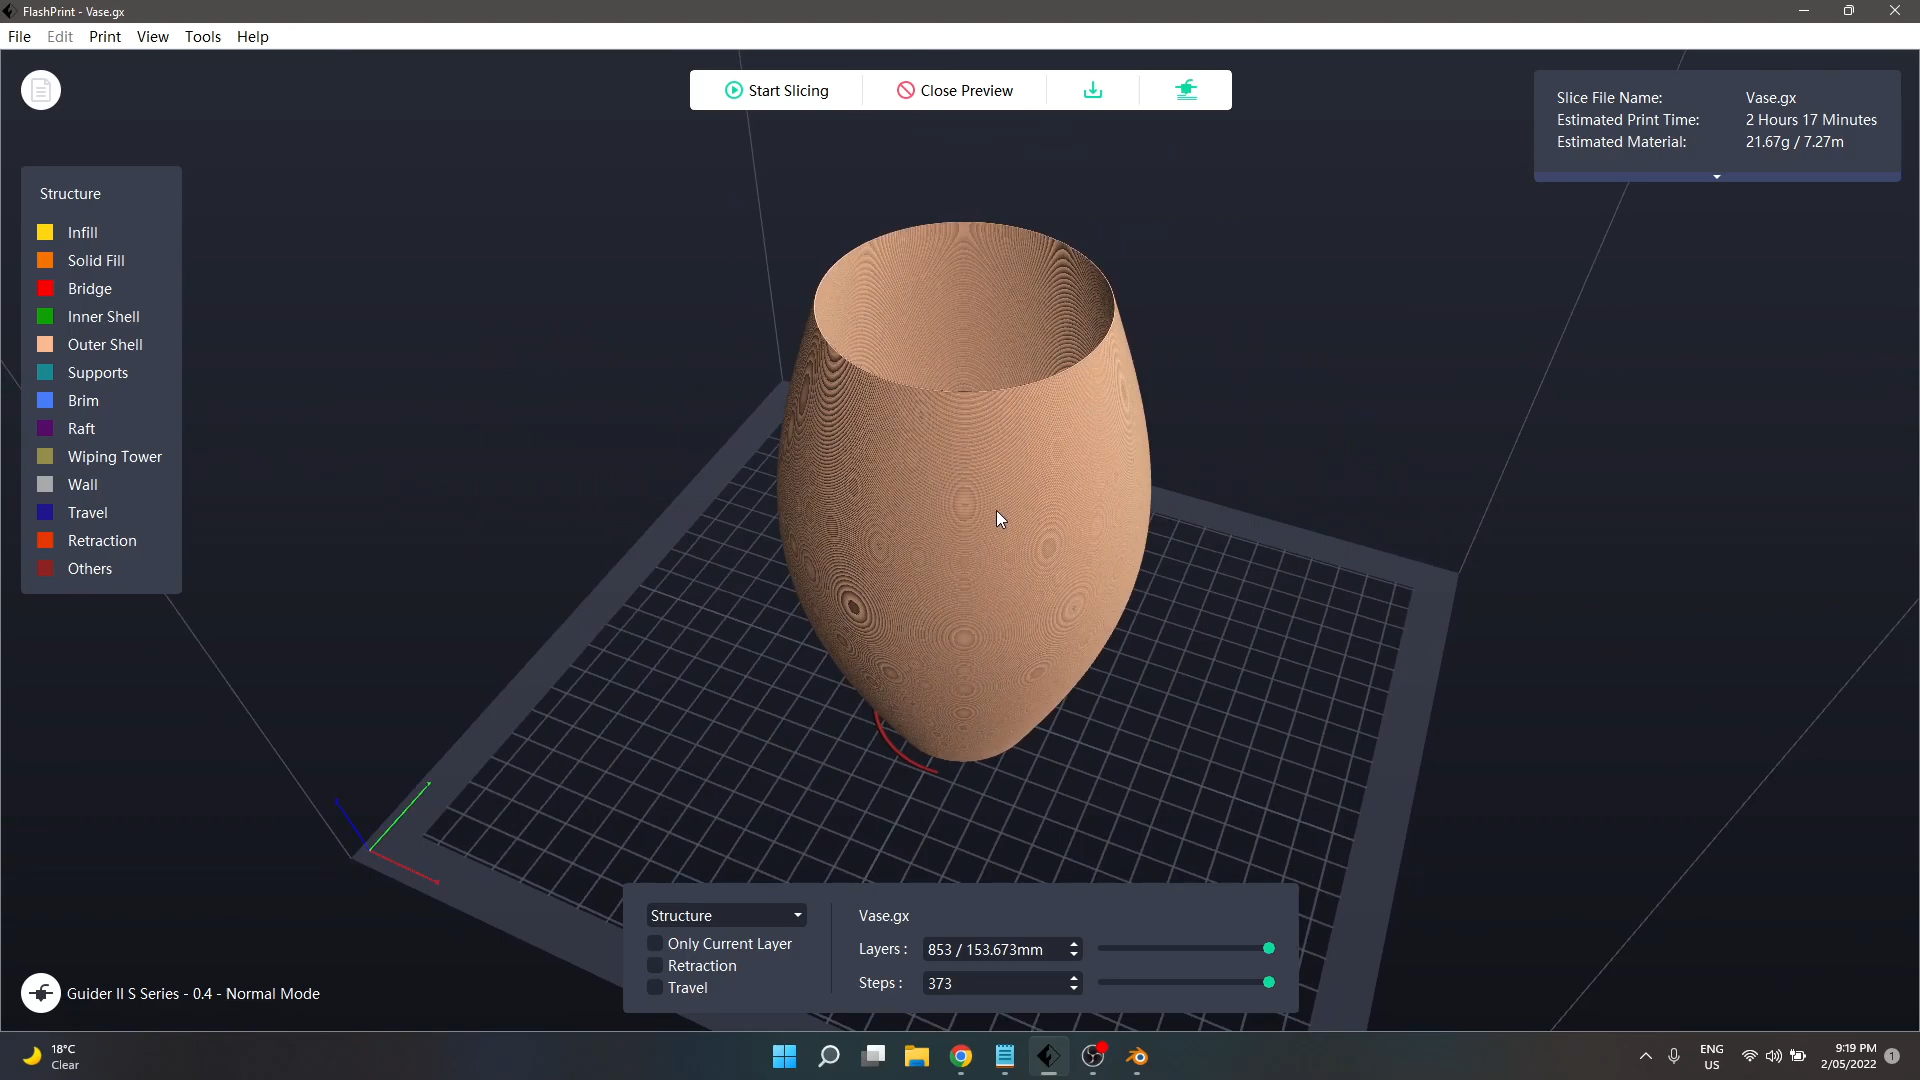 FlashPrint - Vase.gx
File Edit Print View Tools Help
Start Slicing Close Preview
Slice File Name: Vase.gx
Estimated Print Time: 2 Hours 17 Minutes
Estimated Material: 21.67g / 7.27m
Structure
Infill
Solid Fill
Bridge
Inner Shell
Outer Shell
Supports
Brim
Raft
Wiping Tower
Wall
Travel
Retraction
Others
Structure
Only Current Layer
Retraction
Travel
Vase.gx
Layers : 853 / 153.673mm
Steps : 373
Guider II S Series - 0.4 - Normal Mode
18°C
Clear
ENG
US
9:19 PM
2/05/2022
1